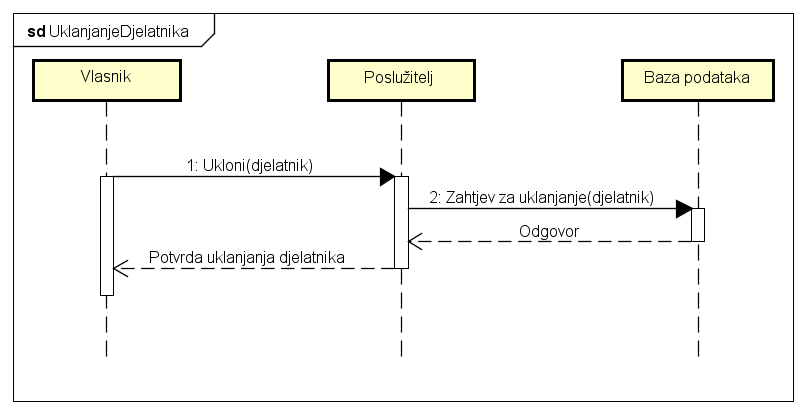 sd UklanjanjeDjelatnika
Vlasnik
Poslužitelj
Baza podataka
1: Ukloni(djelatnik)
2: Zahtjev za uklanjanje(djelatnik)
Odgovor
Potvrda uklanjanja djelatnika